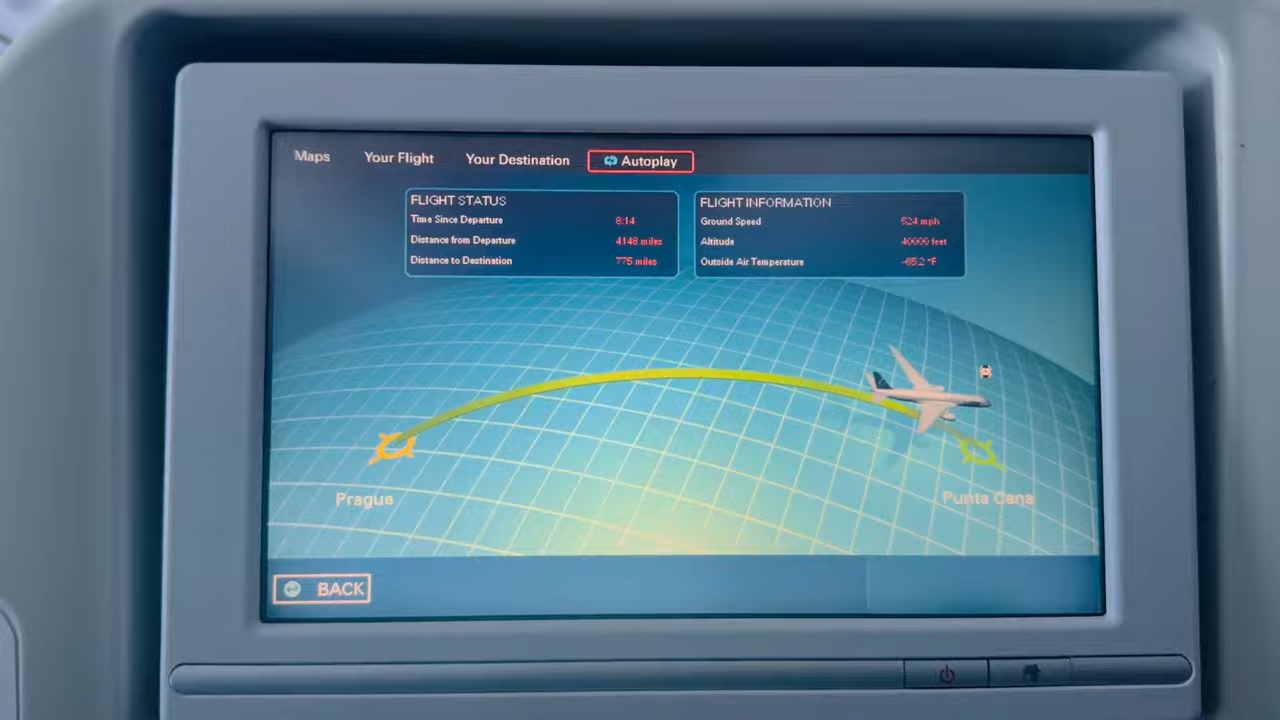 Maps Your Flight Your Destination Autoplay
FLIGHT STATUS
Time Since Departure 8:14
Distance from Departure 4148 miles
Distance to Destination 775 miles
FLIGHT INFORMATION
Ground Speed 524 mph
Altitude 40000 feet
Outside Air Temperature -65.2 °F
Prague
Punta Cana
BACK